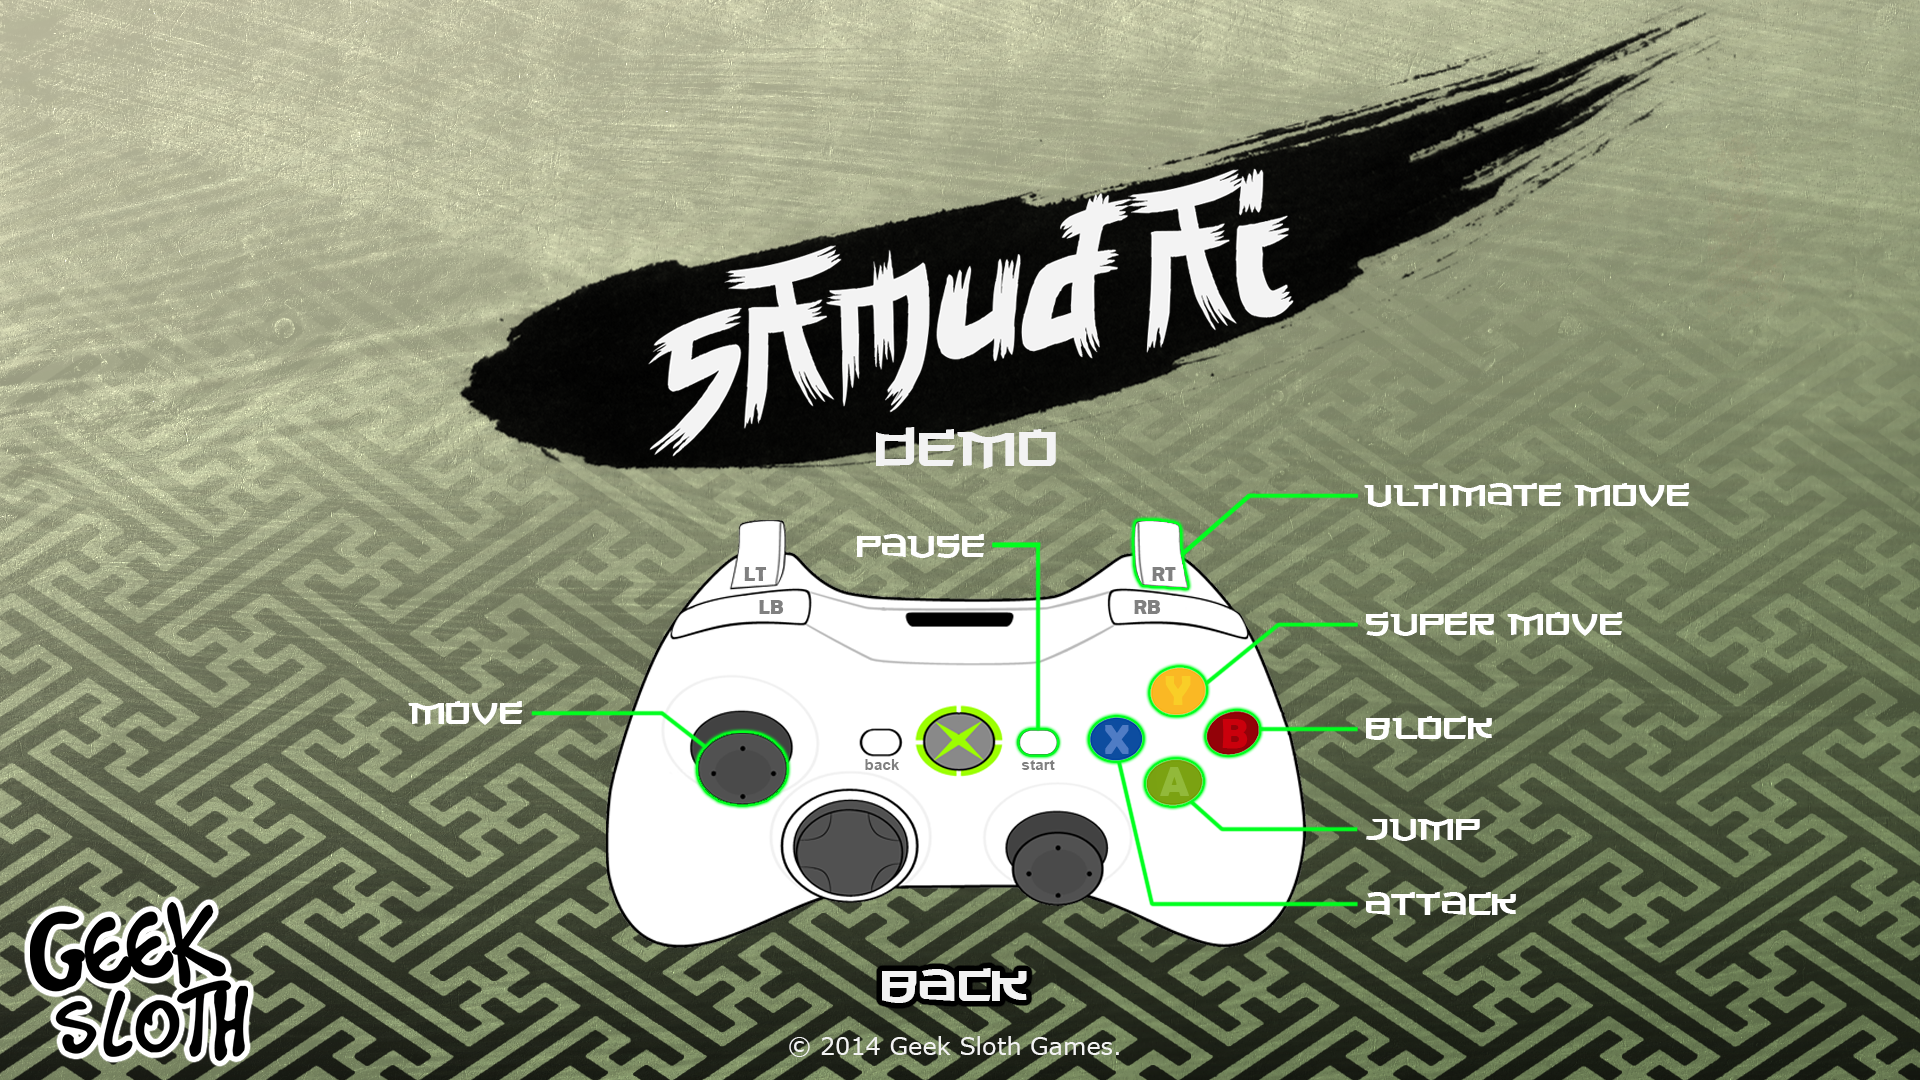 SAMUdAi
DEMO
ULTIMATE MOVE
PAUSE
LT
RT
LB
RB
SUPER MOVE
MOVE
Y
X
B
BLOCK
back
start
A
JUMP
ATTACK
GEEK
SLOTH
BACK
© 2014 Geek Sloth Games.